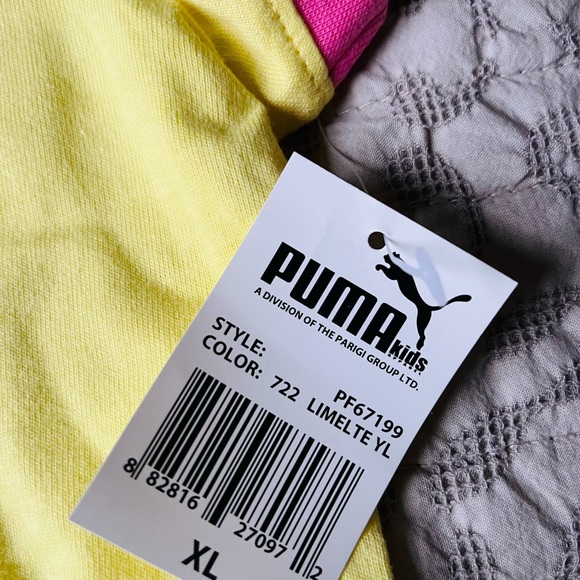 PUMA
kids
A DIVISION OF THE PARIGI GROUP LTD.
STYLE: PF67199
COLOR: 722 LIMELTE YL
8 82816 27097 2
XL